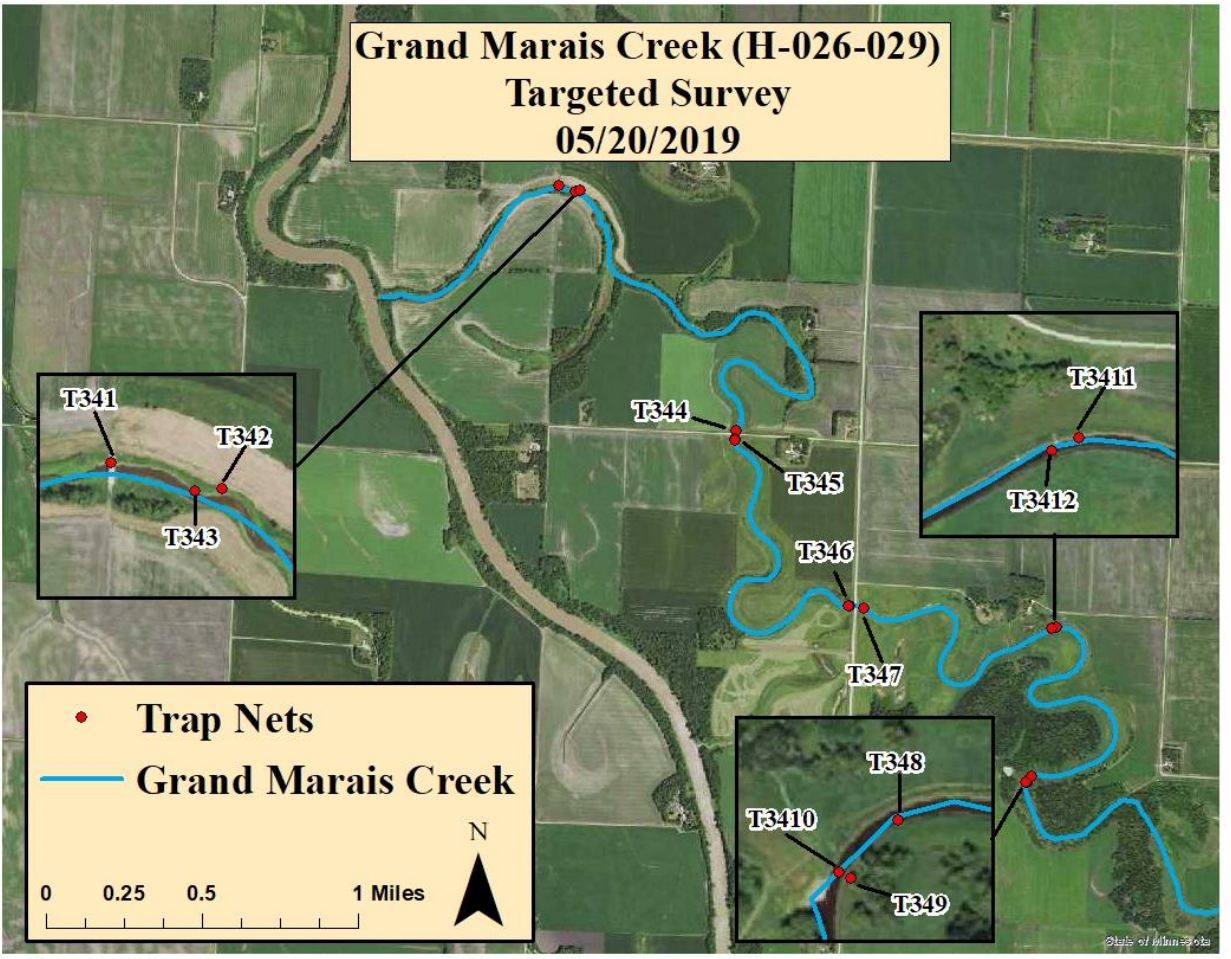 Grand Marais Creek (H-026-029)
Targeted Survey
05/20/2019
T341
T342
T343
T344
T345
T346
T347
T3411
T3412
T348
T3410
T349
Trap Nets
Grand Marais Creek
N
0 0.25 0.5 1 Miles
State of Minnesota